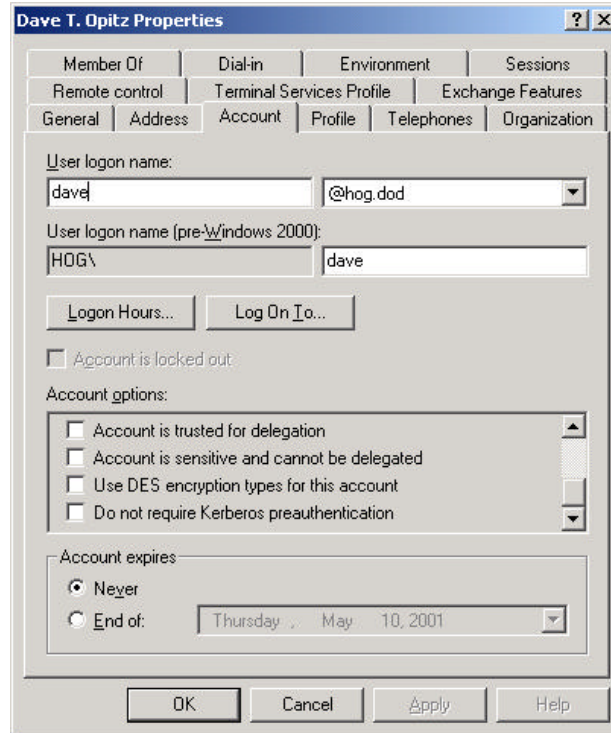 Dave T. Opitz Properties
Member Of Dial-in Environment Sessions
Remote control Terminal Services Profile Exchange Features
General Address Account Profile Telephones Organization
User logon name:
dave @hog.dod
User logon name (pre-Windows 2000):
HOG\ dave
Logon Hours... Log On To...
Account is locked out
Account options:
Account is trusted for delegation
Account is sensitive and cannot be delegated
Use DES encryption types for this account
Do not require Kerberos preauthentication
Account expires
Never
End of: Thursday , May 10, 2001
OK Cancel Apply Help